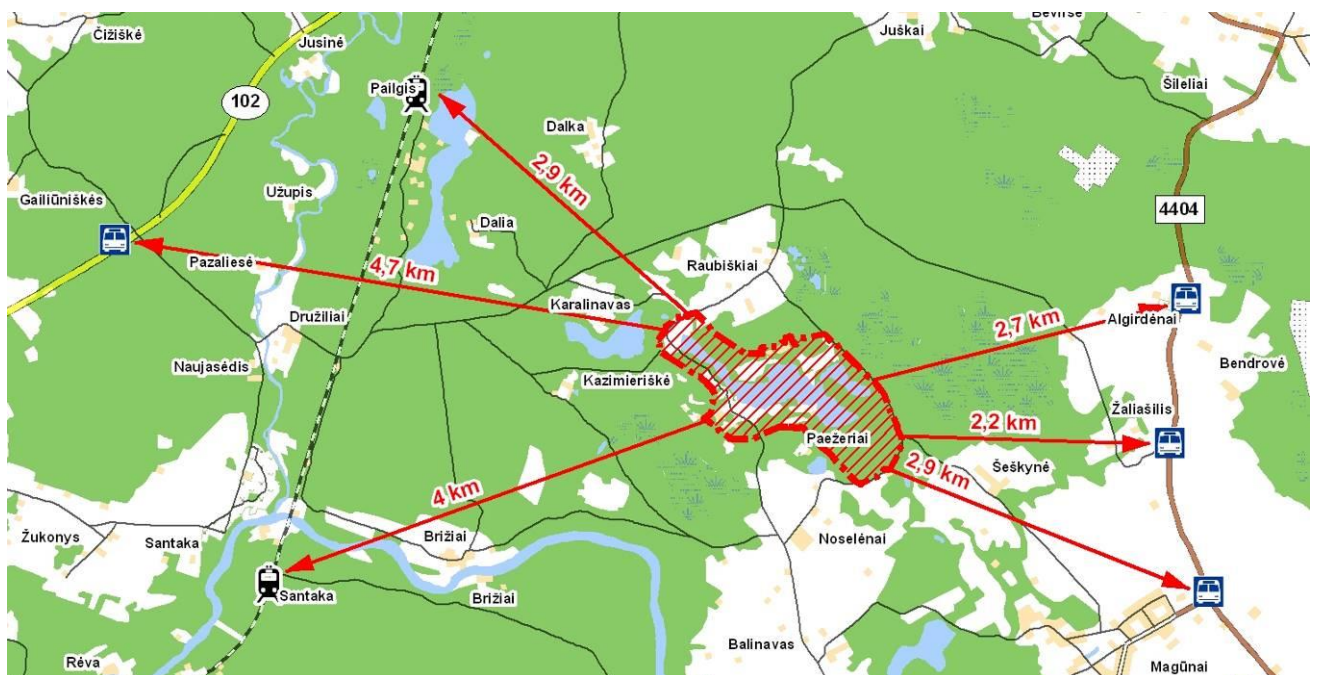 Čižiškė
Jusinė
Juškai
Šileliai
102
Pailgis
Dalka
Gailiūniškės
Užupis
2,9 km
4404
Dalia
Pazaliesė
4,7 km
Raubiškiai
Karalinavas
Družiliai
2,7 km
Algirdėnai
Naujasėdis
Kazimieriškė
Bendrovė
Žaliašilis
2,2 km
Paežeriai
Šeškynė
2,9 km
4 km
Žukonys
Santaka
Brižiai
Noselėnai
Santaka
Brižiai
Balinavas
Rėva
Magūnai